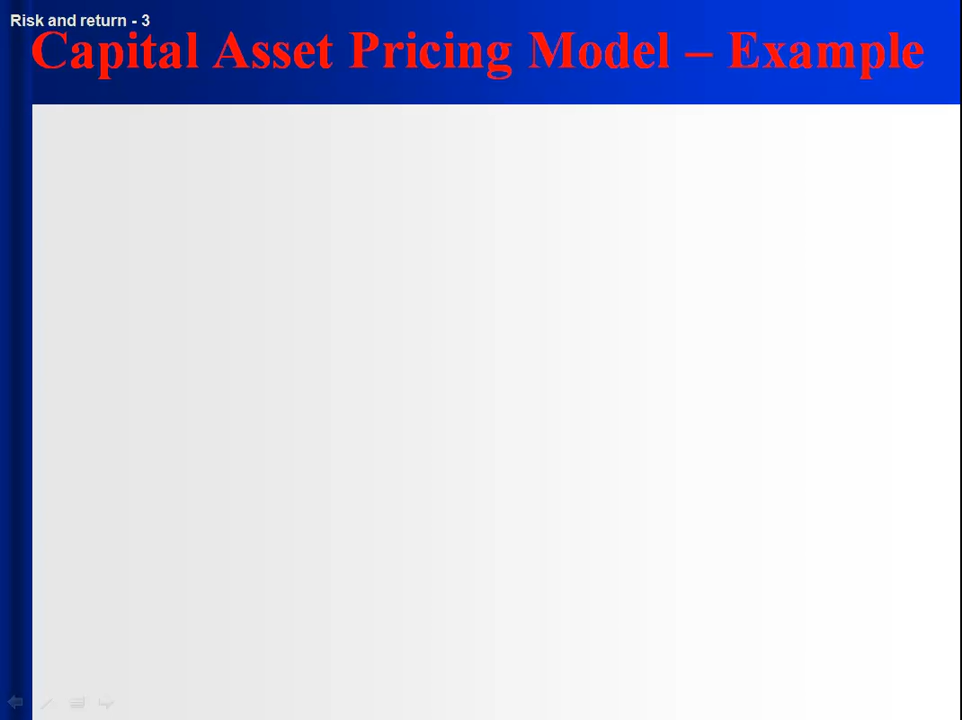 Risk and return - 3
Capital Asset Pricing Model – Example